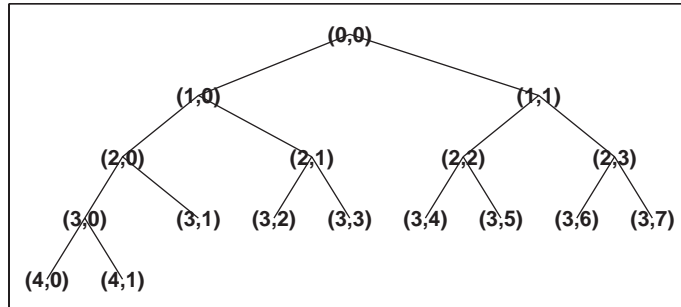 (0,0)
(1,0) (1,1)
(2,0) (2,1) (2,2) (2,3)
(3,0) (3,1) (3,2) (3,3) (3,4) (3,5) (3,6) (3,7)
(4,0) (4,1)